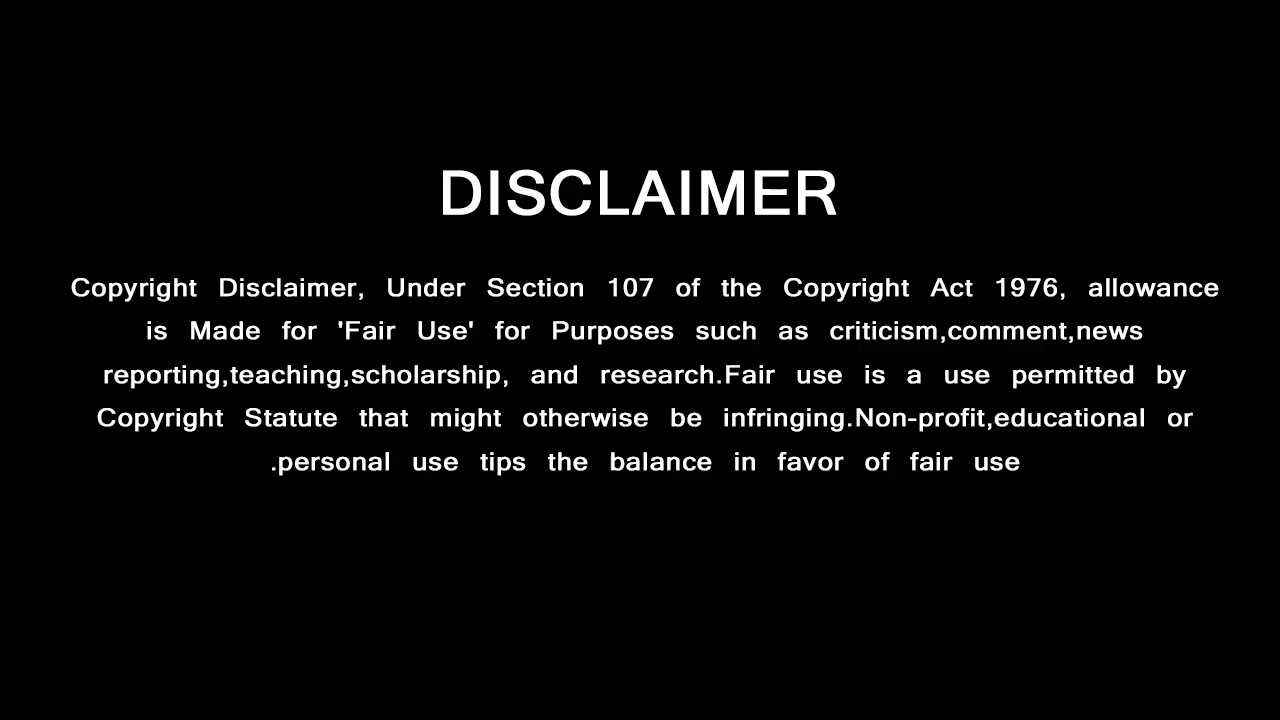 DISCLAIMER
Copyright Disclaimer, Under Section 107 of the Copyright Act 1976, allowance
is Made for 'Fair Use' for Purposes such as criticism,comment,news
reporting,teaching,scholarship, and research.Fair use is a use permitted by
Copyright Statute that might otherwise be infringing.Non-profit,educational or
.personal use tips the balance in favor of fair use